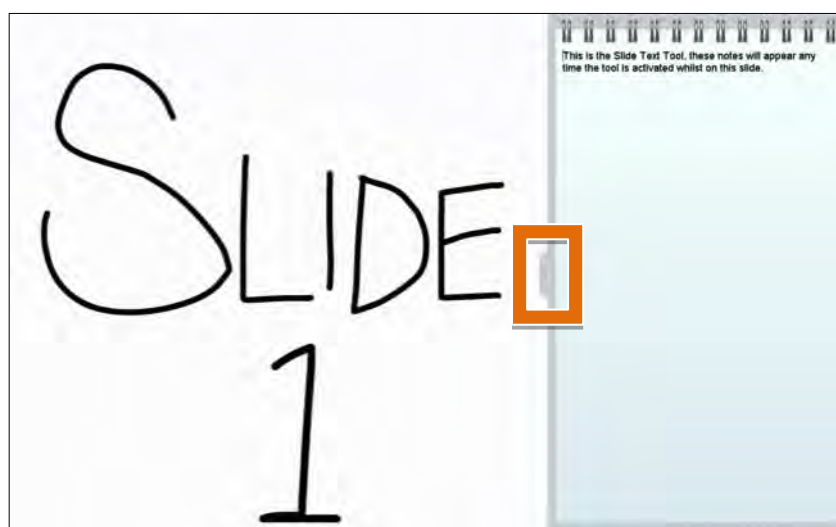 SLIDE
1
This is the Slide Text Tool, these notes will appear any
time the tool is activated whilst on this slide.